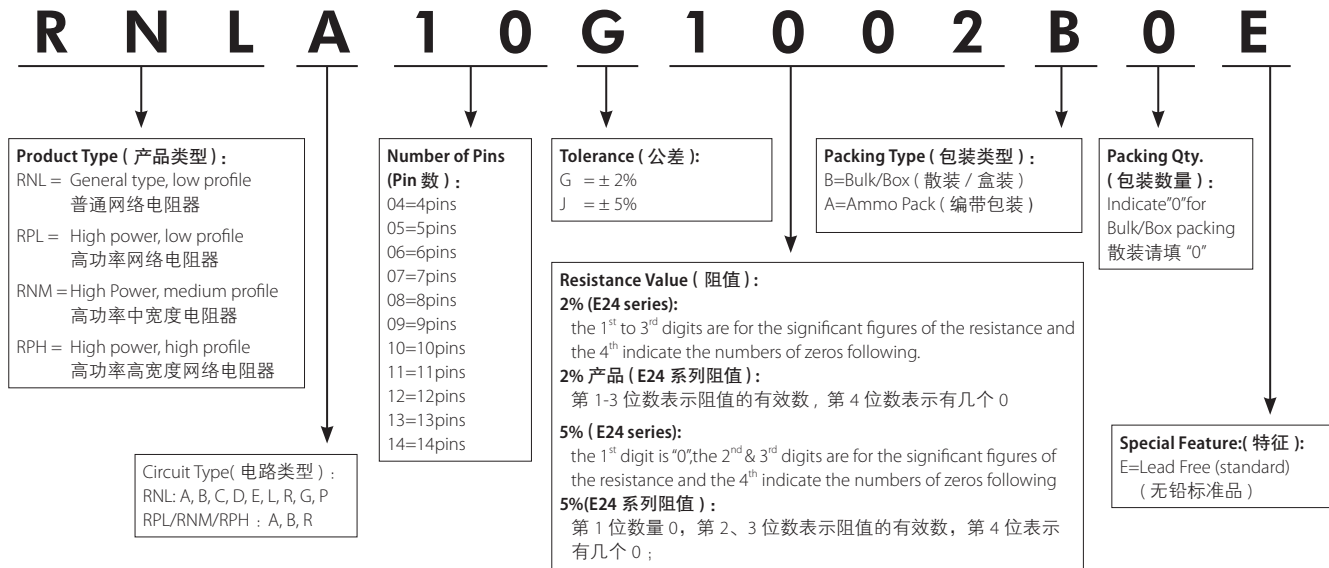 R N L A 1 0 G 1 0 0 2 B 0 E
Product Type ( 产品类型 ) :
RNL = General type, low profile
普通网络电阻器
RPL = High power, low profile
高功率网络电阻器
RNM = High Power, medium profile
高功率中宽度电阻器
RPH = High power, high profile
高功率高宽度网络电阻器
Circuit Type( 电路类型 ) :
RNL: A, B, C, D, E, L, R, G, P
RPL/RNM/RPH : A, B, R
Number of Pins
(Pin 数 ) :
04=4pins
05=5pins
06=6pins
07=7pins
08=8pins
09=9pins
10=10pins
11=11pins
12=12pins
13=13pins
14=14pins
Tolerance ( 公差 ):
G = ± 2%
J = ± 5%
Resistance Value ( 阻值 ) :
2% (E24 series):
the 1st to 3rd digits are for the significant figures of the resistance and
the 4th indicate the numbers of zeros following.
2% 产品 ( E24 系列阻值 ) :
第 1-3 位数表示阻值的有效数 , 第 4 位数表示有几个 0
5% ( E24 series):
the 1st digit is "0",the 2nd & 3rd digits are for the significant figures of
the resistance and the 4th indicate the numbers of zeros following
5%(E24 系列阻值 ) :
第 1 位数量 0，第 2、3 位数表示阻值的有效数，第 4 位表示
有几个 0 ;
Packing Type ( 包装类型 ) :
B=Bulk/Box ( 散装 / 盒装 )
A=Ammo Pack ( 编带包装 )
Packing Qty.
( 包装数量 ) :
Indicate"0"for
Bulk/Box packing
散装请填 "0"
Special Feature:( 特征 ):
E=Lead Free (standard)
( 无铅标准品 )